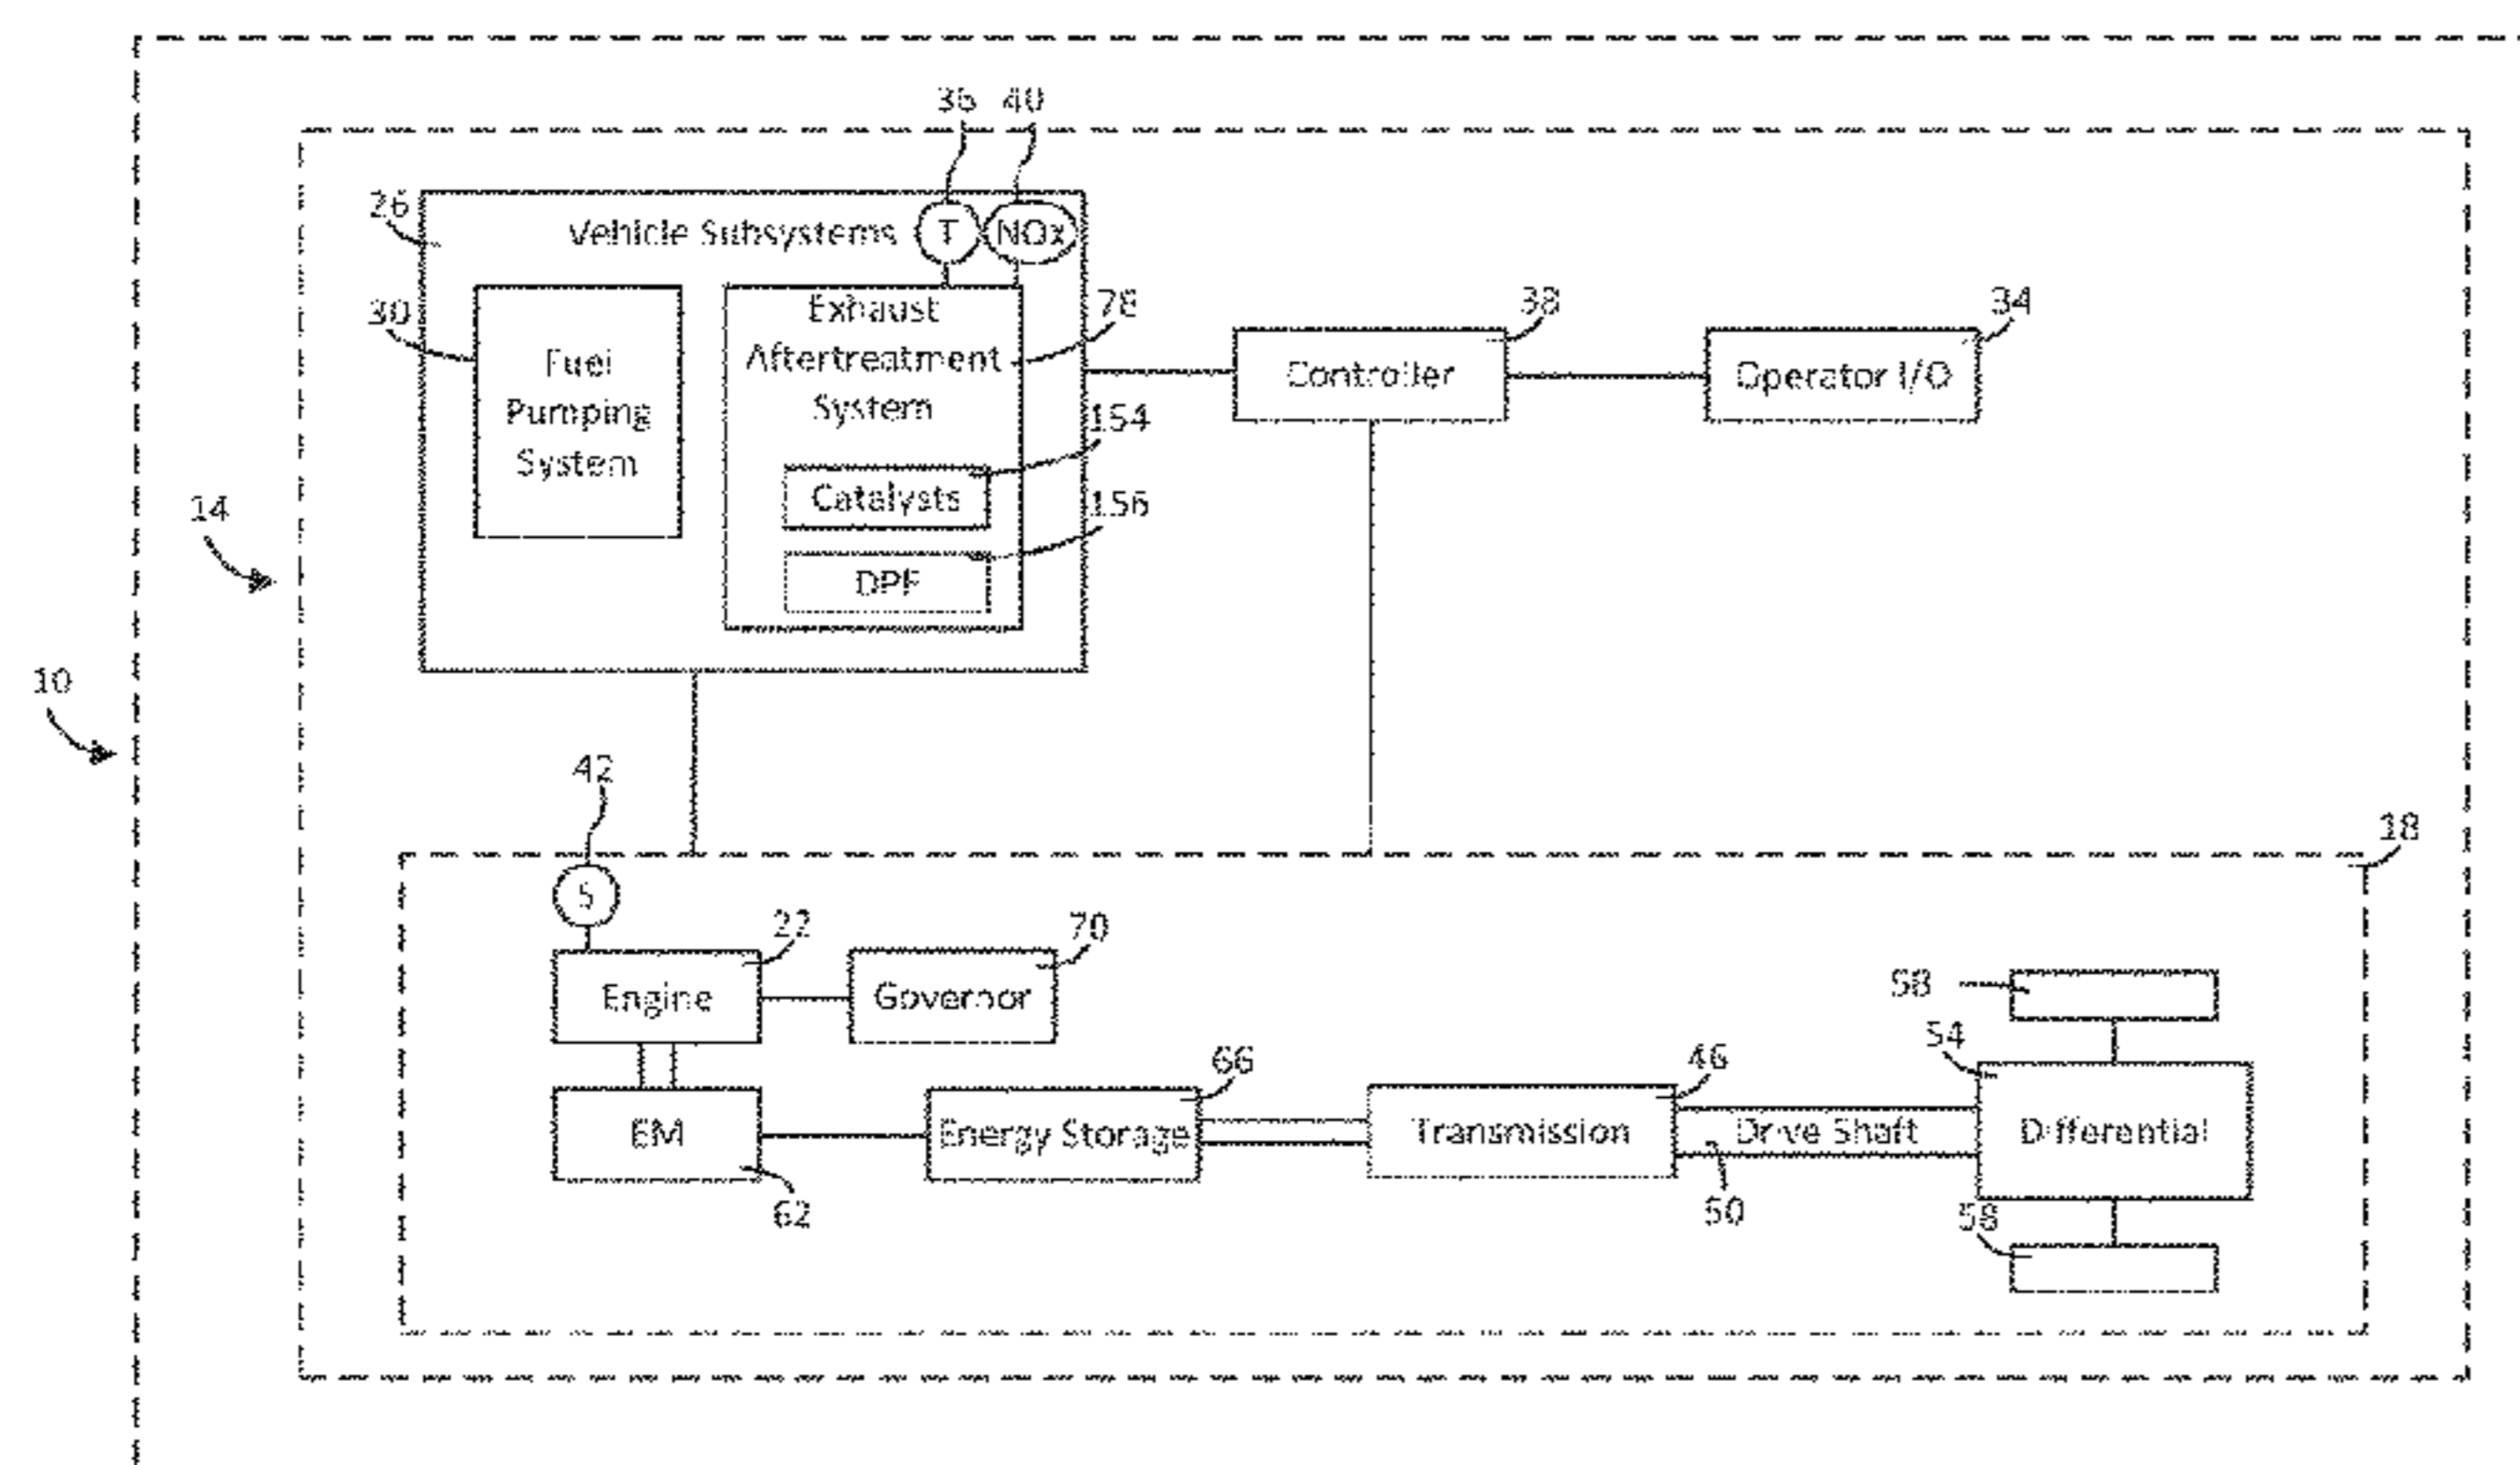 36 40
26
Vehicle Subsystems
T
NOx
30
Fuel
Pumping
System
Exhaust
Aftertreatment
System
78
154
Catalysts
156
DPF
38
Controller
34
Operator I/O
14
10
42
S
18
22
Engine
70
Governor
EM
62
66
Energy Storage
46
Transmission
Drive Shaft
50
54
Differential
58
58